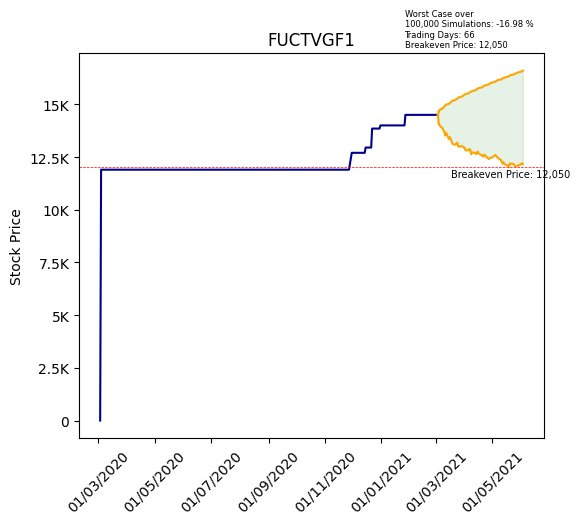 Worst Case over
100,000 Simulations: -16.98 %
Trading Days: 66
Breakeven Price: 12,050
FUCTVGF1
Stock Price
15K
12.5K
10K
7.5K
5K
2.5K
0
Breakeven Price: 12,050
01/03/2020
01/05/2020
01/07/2020
01/09/2020
01/11/2020
01/01/2021
01/03/2021
01/05/2021